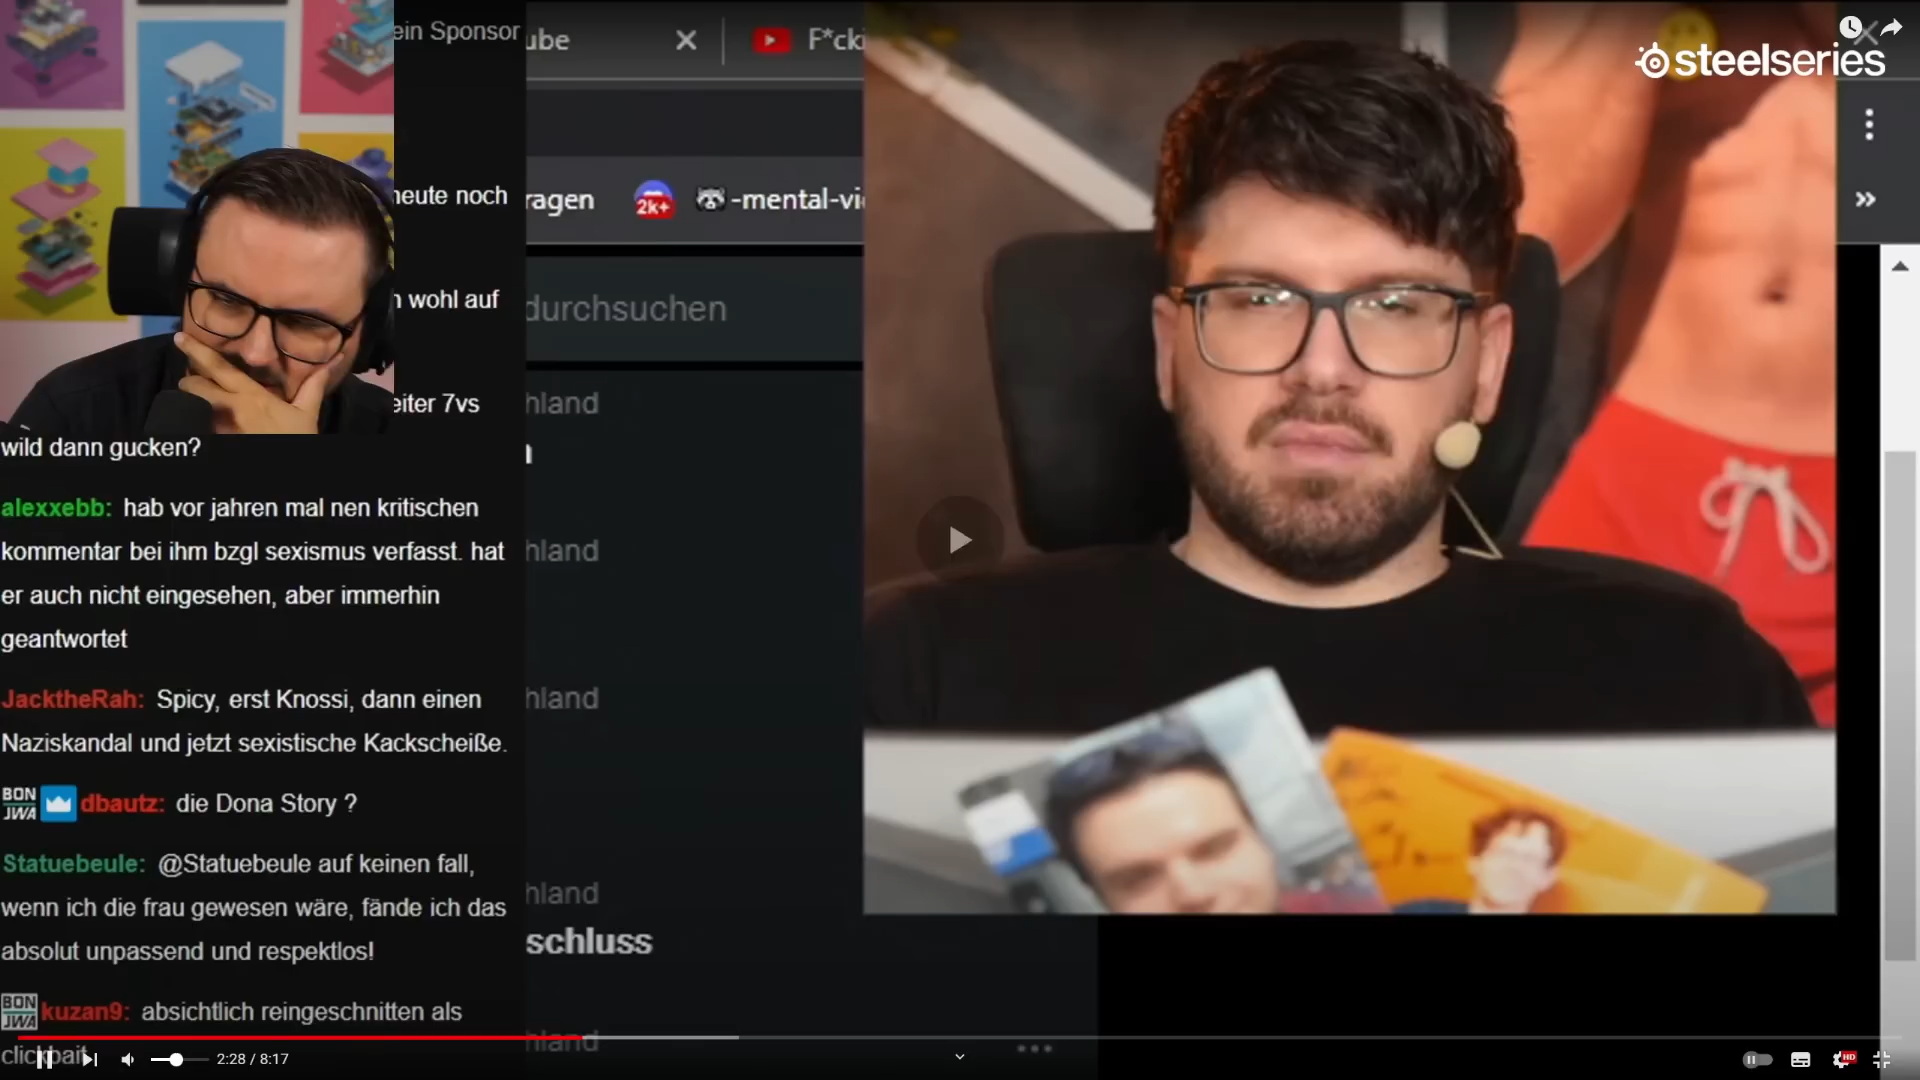 ein Sponsor
ube
F*cki
steelseries
heute noch
ragen
2k+
-mental-vi
wohl auf
durchsuchen
eiter 7vs
wild dann gucken?
hland
alexxebb: hab vor jahren mal nen kritischen
kommentar bei ihm bzgl sexismus verfasst. hat
er auch nicht eingesehen, aber immerhin
geantwortet
hland
JacktheRah: Spicy, erst Knossi, dann einen
Naziskandal und jetzt sexistische Kackscheiße.
hland
BON
JWA
dbautz: die Dona Story ?
Statuebeule: @Statuebeule auf keinen fall,
wenn ich die frau gewesen wäre, fände ich das
absolut unpassend und respektlos!
hland
schluss
BON
JWA
kuzan9: absichtlich reingeschnitten als
clickbait
hland
2:28 / 8:17
HD